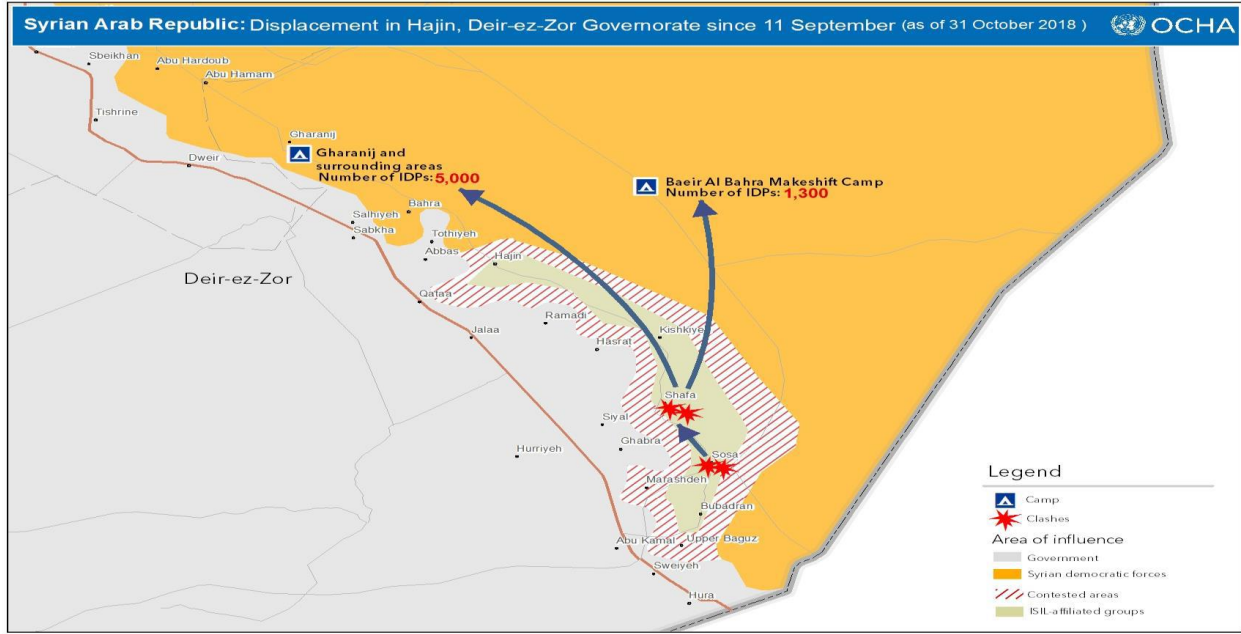 Syrian Arab Republic: Displacement in Hajin, Deir-ez-Zor Governorate since 11 September (as of 31 October 2018 )
OCHA
Sbeikhan
Abu Hardoub
Abu Hamam
Tishrine
Gharanij
Dweir
Gharanij and
surrounding areas
Number of IDPs: 5,000
Baeir Al Bahra Makeshift Camp
Number of IDPs: 1,300
Bahra
Salhiyeh
Sabkha
Tothiyeh
Abbas
Hajin
Deir-ez-Zor
Qataa
Ramadi
Jalaa
Kishkiye
Hasrat
Shafa
Siyal
Ghabra
Hurriyeh
Sosa
Marashdeh
Bubadran
Abu Kamal
Upper Baguz
Sweiyeh
Hura
Legend
Camp
Clashes
Area of influence
Government
Syrian democratic forces
Contested areas
ISIL-affiliated groups